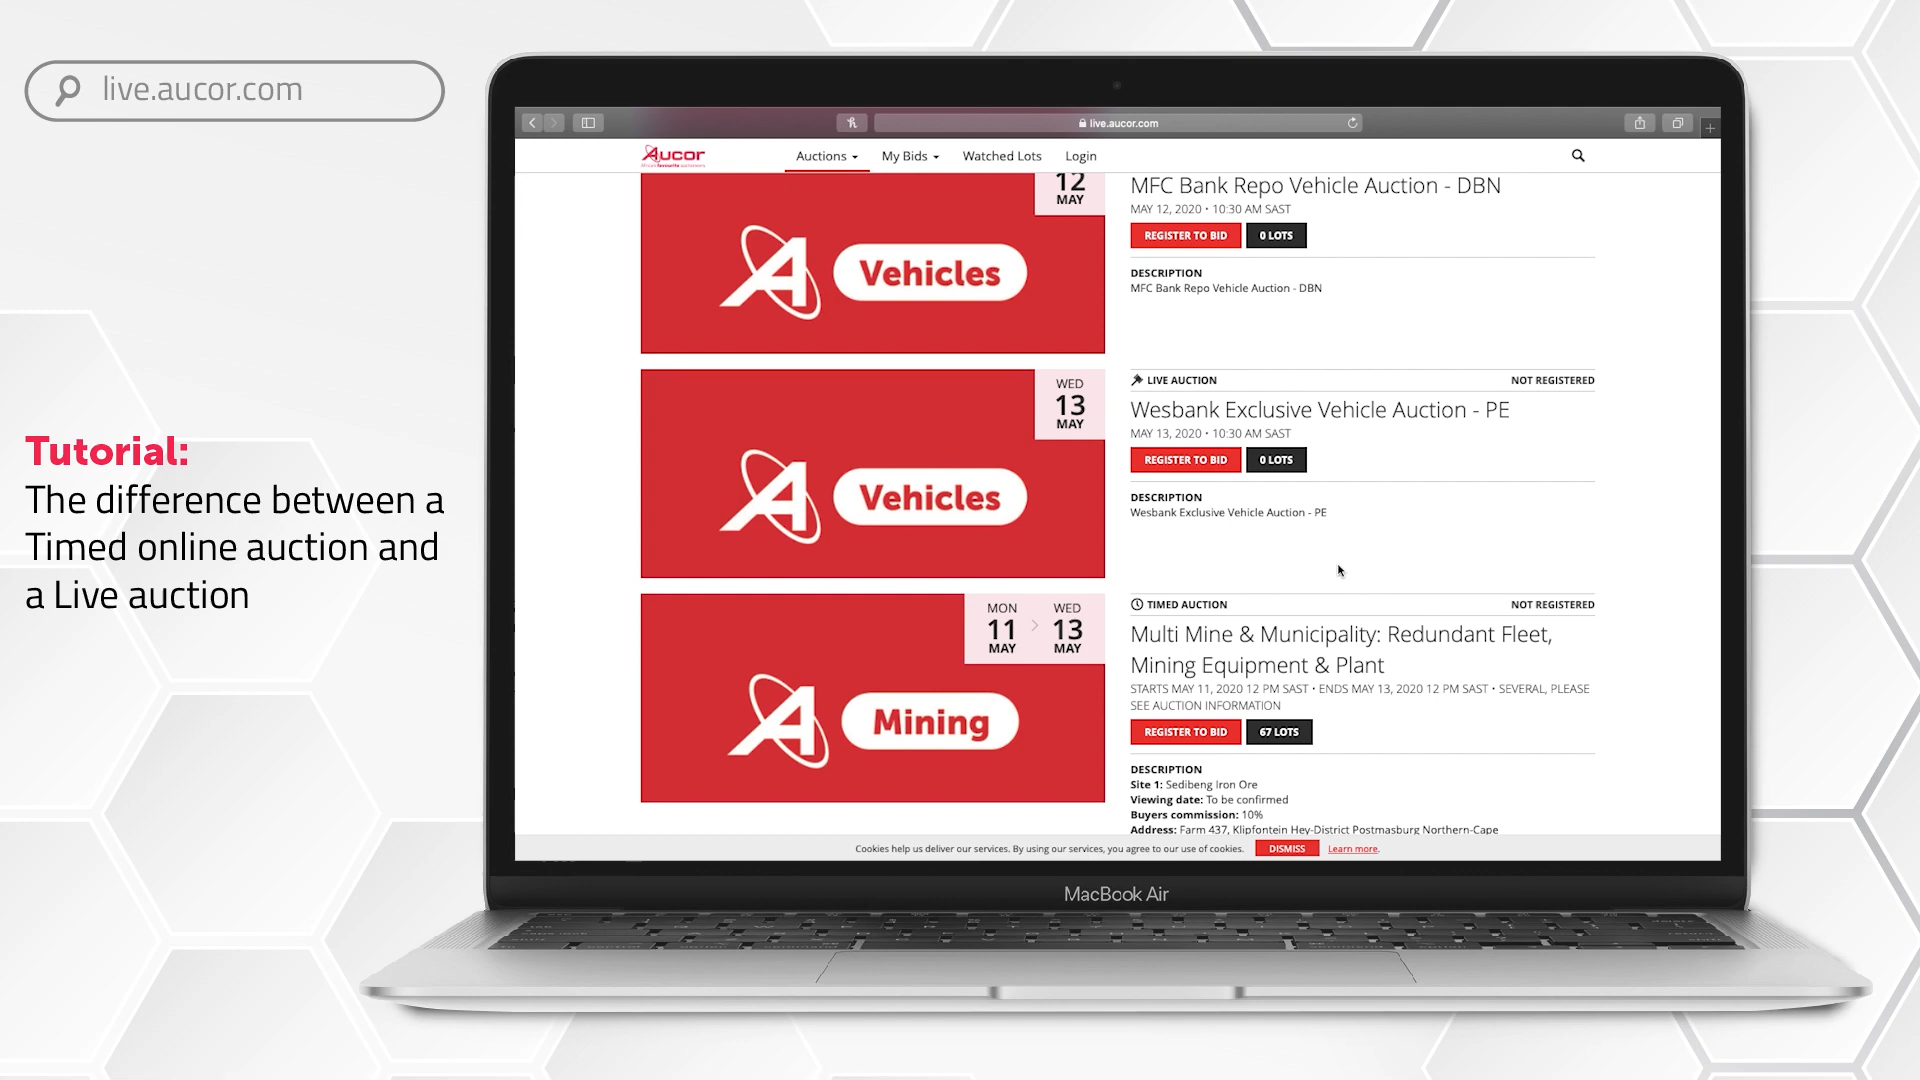 live.aucor.com
Tutorial:
The difference between a
Timed online auction and
a Live auction
live.aucor.com
Aucor
Auctions
My Bids
Watched Lots
Login
12
MAY
Vehicles
MFC Bank Repo Vehicle Auction - DBN
MAY 12, 2020 • 10:30 AM SAST
REGISTER TO BID
0 LOTS
DESCRIPTION
MFC Bank Repo Vehicle Auction - DBN
WED
13
MAY
Vehicles
LIVE AUCTION
NOT REGISTERED
Wesbank Exclusive Vehicle Auction - PE
MAY 13, 2020 • 10:30 AM SAST
REGISTER TO BID
0 LOTS
DESCRIPTION
Wesbank Exclusive Vehicle Auction - PE
MON
11
MAY
WED
13
MAY
Mining
TIMED AUCTION
NOT REGISTERED
Multi Mine & Municipality: Redundant Fleet,
Mining Equipment & Plant
STARTS MAY 11, 2020 12 PM SAST • ENDS MAY 13, 2020 12 PM SAST • SEVERAL, PLEASE
SEE AUCTION INFORMATION
REGISTER TO BID
67 LOTS
DESCRIPTION
Site 1: Sedibeng Iron Ore
Viewing date: To be confirmed
Buyers commission: 10%
Address: Farm 437, Klipfontein Hey-District Postmasburg Northern-Cape
Cookies help us deliver our services. By using our services, you agree to our use of cookies.
DISMISS
Learn more.
MacBook Air